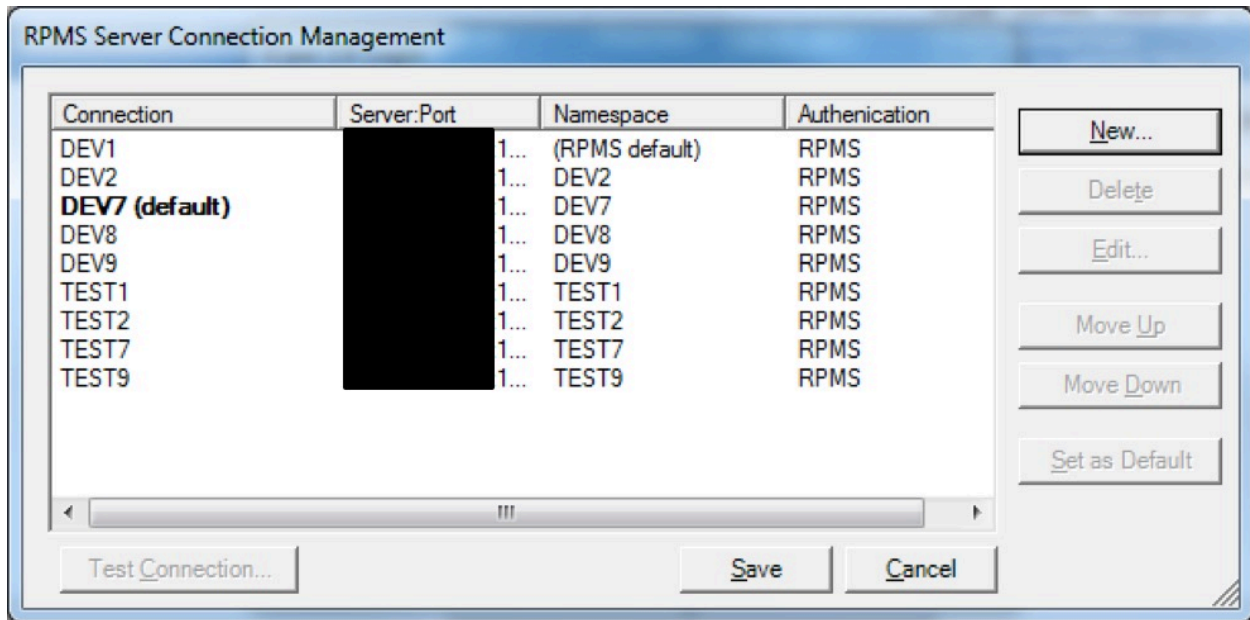 RPMS Server Connection Management
Connection Server:Port Namespace Authenication
DEV1 1... (RPMS default) RPMS
DEV2 1... DEV2 RPMS
DEV7 (default) 1... DEV7 RPMS
DEV8 1... DEV8 RPMS
DEV9 1... DEV9 RPMS
TEST1 1... TEST1 RPMS
TEST2 1... TEST2 RPMS
TEST7 1... TEST7 RPMS
TEST9 1... TEST9 RPMS
New...
Delete
Edit...
Move Up
Move Down
Set as Default
Test Connection... Save Cancel